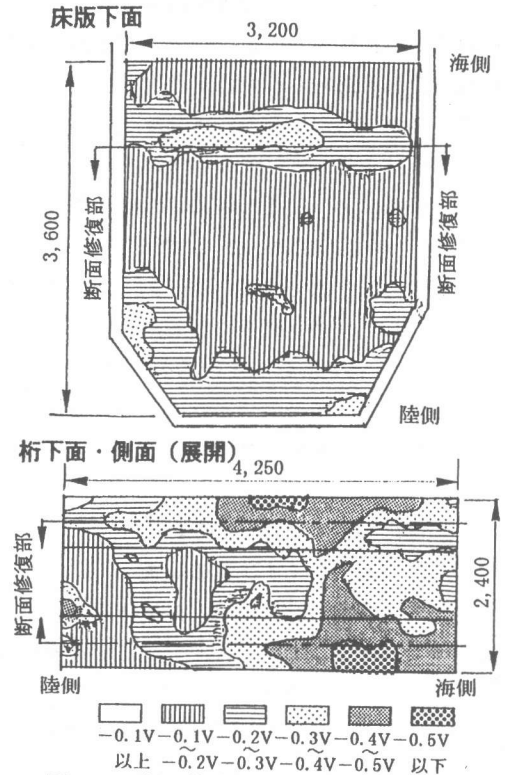 床版下面
3,200
海側
3,600
断面修復部
断面修復部
陸側
桁下面・側面（展開）
4,250
断面修復部
2,400
陸側
海側
-0.1V -0.1V -0.2V -0.3V -0.4V -0.5V
以上 ～ ～ ～ ～ 以下
-0.2V -0.3V -0.4V -0.5V